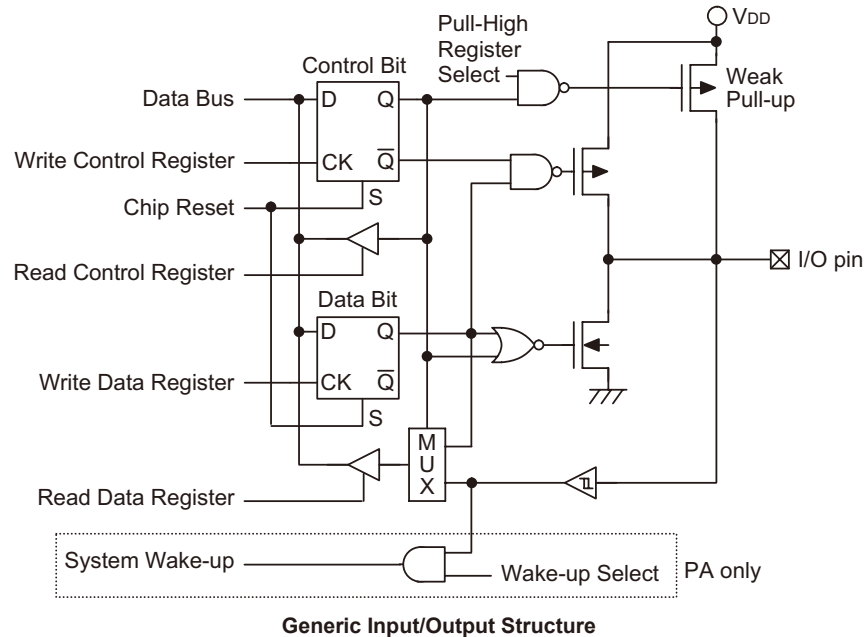 VDD
Pull-High
Register
Select
Weak
Pull-up
Control Bit
Data Bus
D
Q
Write Control Register
CK
Q̅
S
Chip Reset
Read Control Register
I/O pin
Data Bit
D
Q
Write Data Register
CK
Q̅
S
M
U
X
Read Data Register
System Wake-up
Wake-up Select
PA only
Generic Input/Output Structure